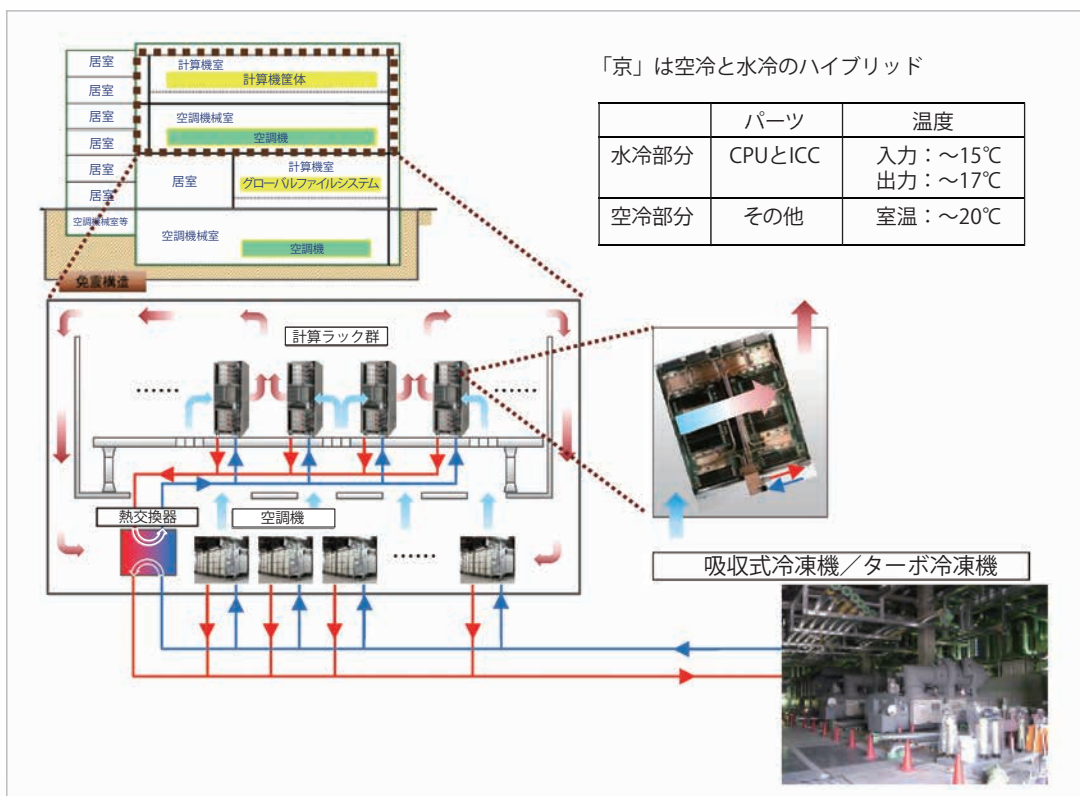 居室
居室
居室
居室
居室
居室
空調機械室等
計算機室
計算機筐体
空調機械室
空調機
居室
計算機室
グローバルファイルシステム
空調機械室
空調機
免震構造
「京」は空冷と水冷のハイブリッド
パーツ 温度
水冷部分 CPUとICC 入力：～15℃
出力：～17℃
空冷部分 その他 室温：～20℃
計算ラック群
……
……
熱交換器
空調機
……
吸収式冷凍機／ターボ冷凍機